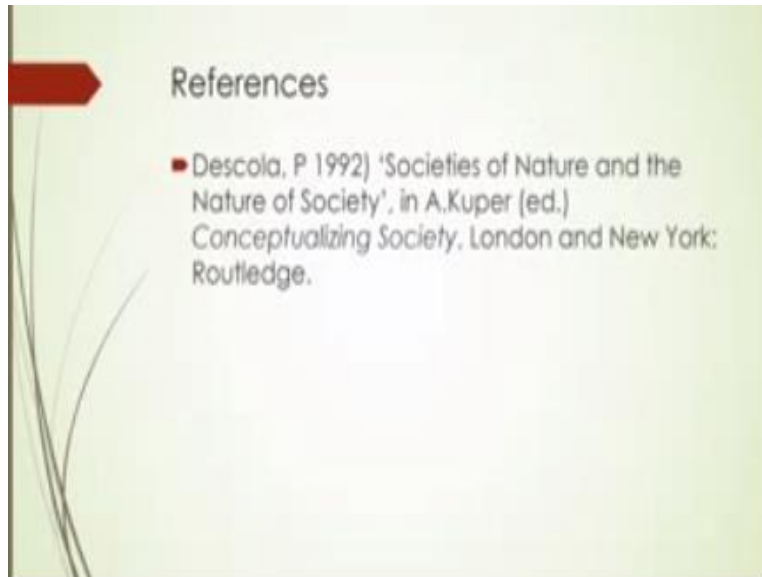 References
Descola, P 1992) ‘Societies of Nature and the
Nature of Society’, in A.Kuper (ed.)
Conceptualizing Society, London and New York:
Routledge.